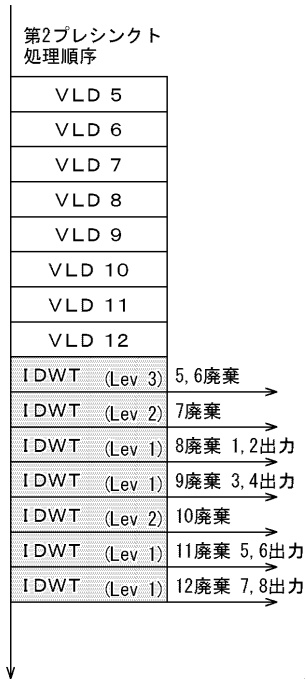 第2プレシンクト
処理順序
VLD 5
VLD 6
VLD 7
VLD 8
VLD 9
VLD 10
VLD 11
VLD 12
IDWT (Lev 3) 5,6廃棄
IDWT (Lev 2) 7廃棄
IDWT (Lev 1) 8廃棄 1,2出力
IDWT (Lev 1) 9廃棄 3,4出力
IDWT (Lev 2) 10廃棄
IDWT (Lev 1) 11廃棄 5,6出力
IDWT (Lev 1) 12廃棄 7,8出力